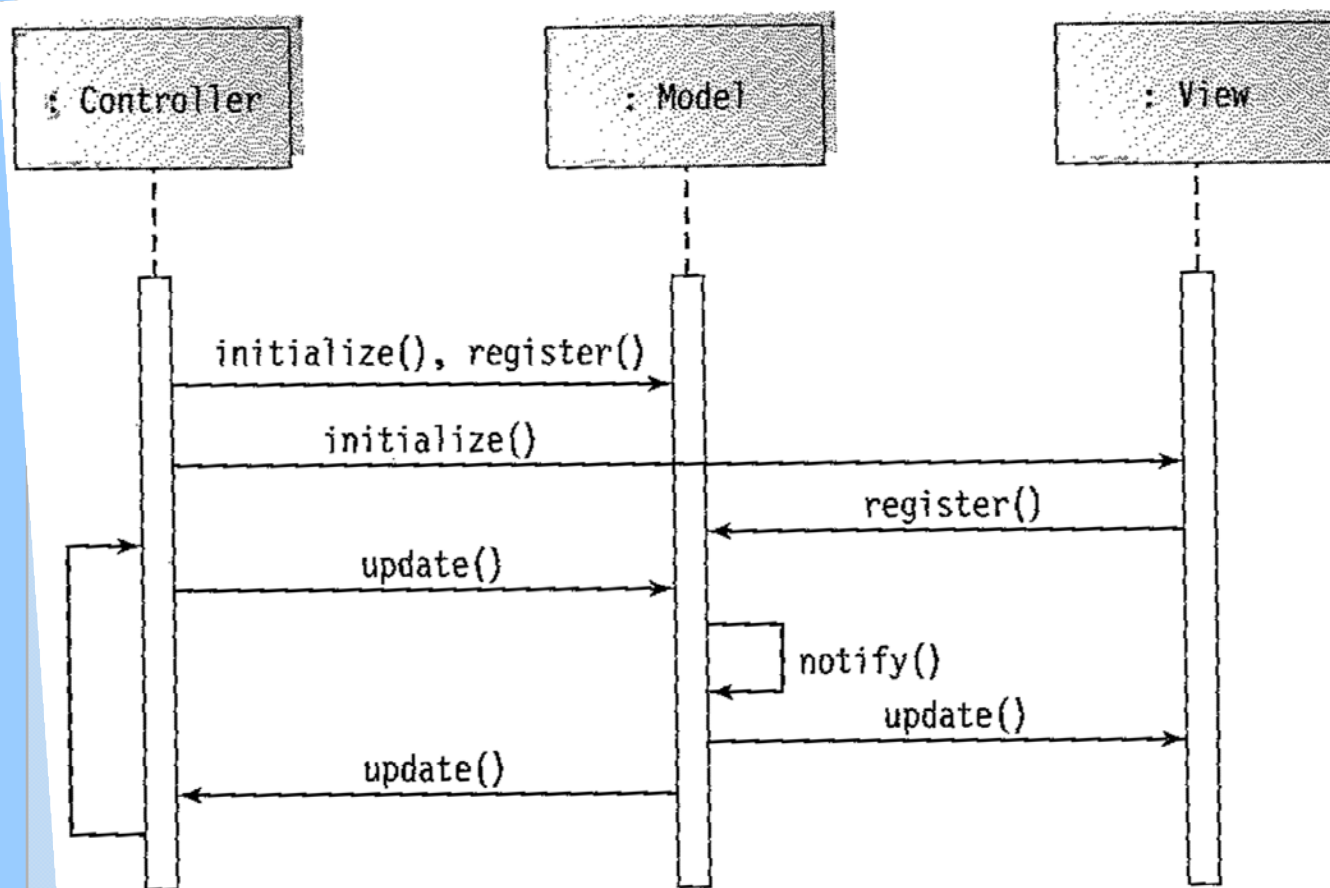 : Controller
: Model
: View
initialize(), register()
initialize()
register()
update()
notify()
update()
update()